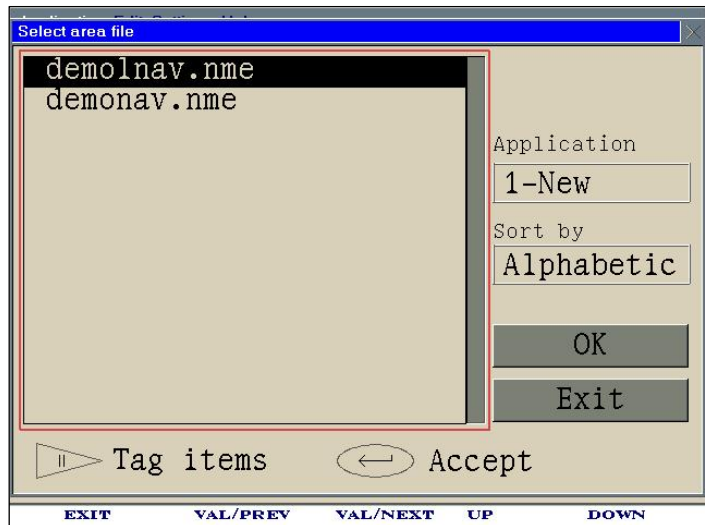 Select area file
demolnav.nme
demonav.nme
Application
1-New
Sort by
Alphabetic
OK
Exit
Tag items
Accept
EXIT VAL/PREV VAL/NEXT UP DOWN